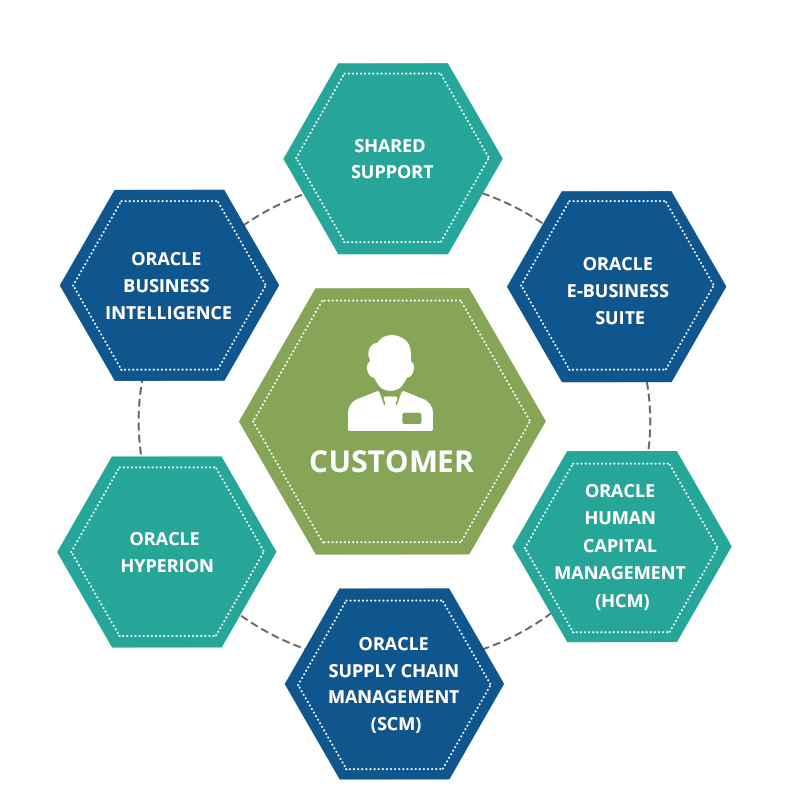 SHARED
SUPPORT
ORACLE
BUSINESS
INTELLIGENCE
ORACLE
E-BUSINESS
SUITE
CUSTOMER
ORACLE
HYPERION
ORACLE
HUMAN
CAPITAL
MANAGEMENT
(HCM)
ORACLE
SUPPLY CHAIN
MANAGEMENT
(SCM)